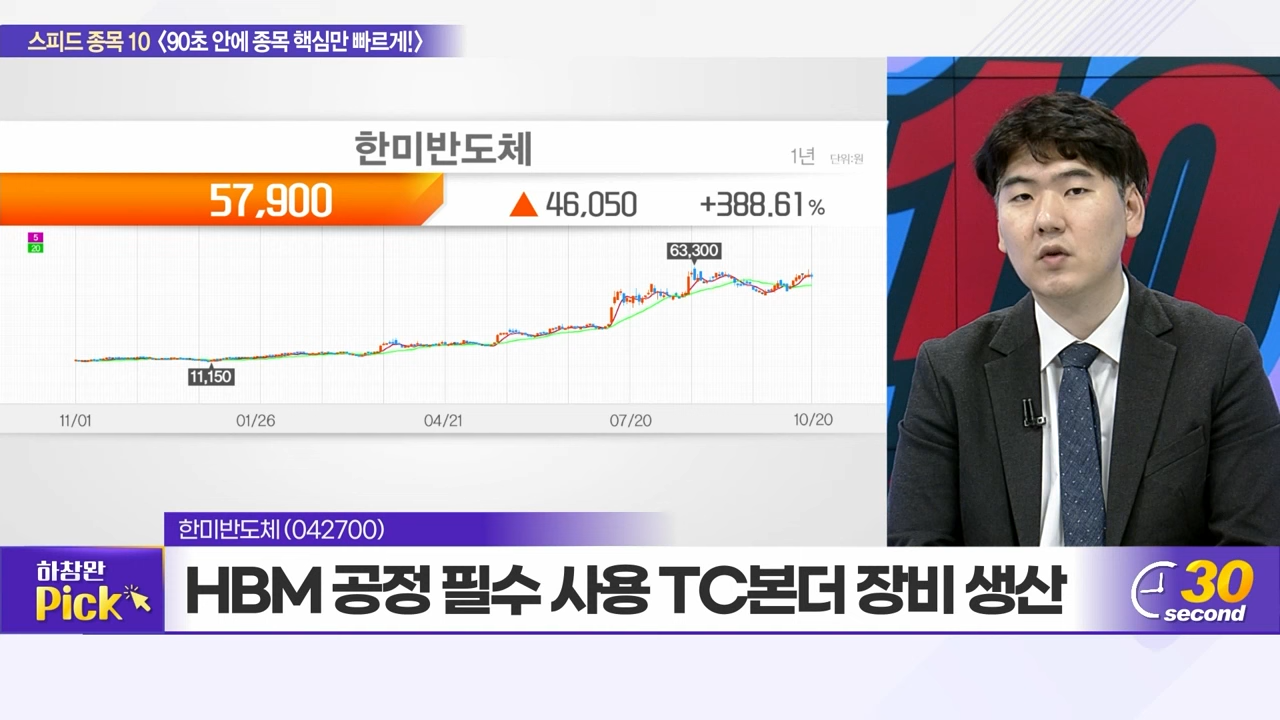 스피드 종목 10 〈90초 안에 종목 핵심만 빠르게!〉
한미반도체
1년 단위:원
57,900 ▲ 46,050 +388.61%
5
20
63,300
11,150
11/01 01/26 04/21 07/20 10/20
10
한미반도체(042700)
하창완
Pick
HBM 공정 필수 사용 TC본더 장비 생산
30
second